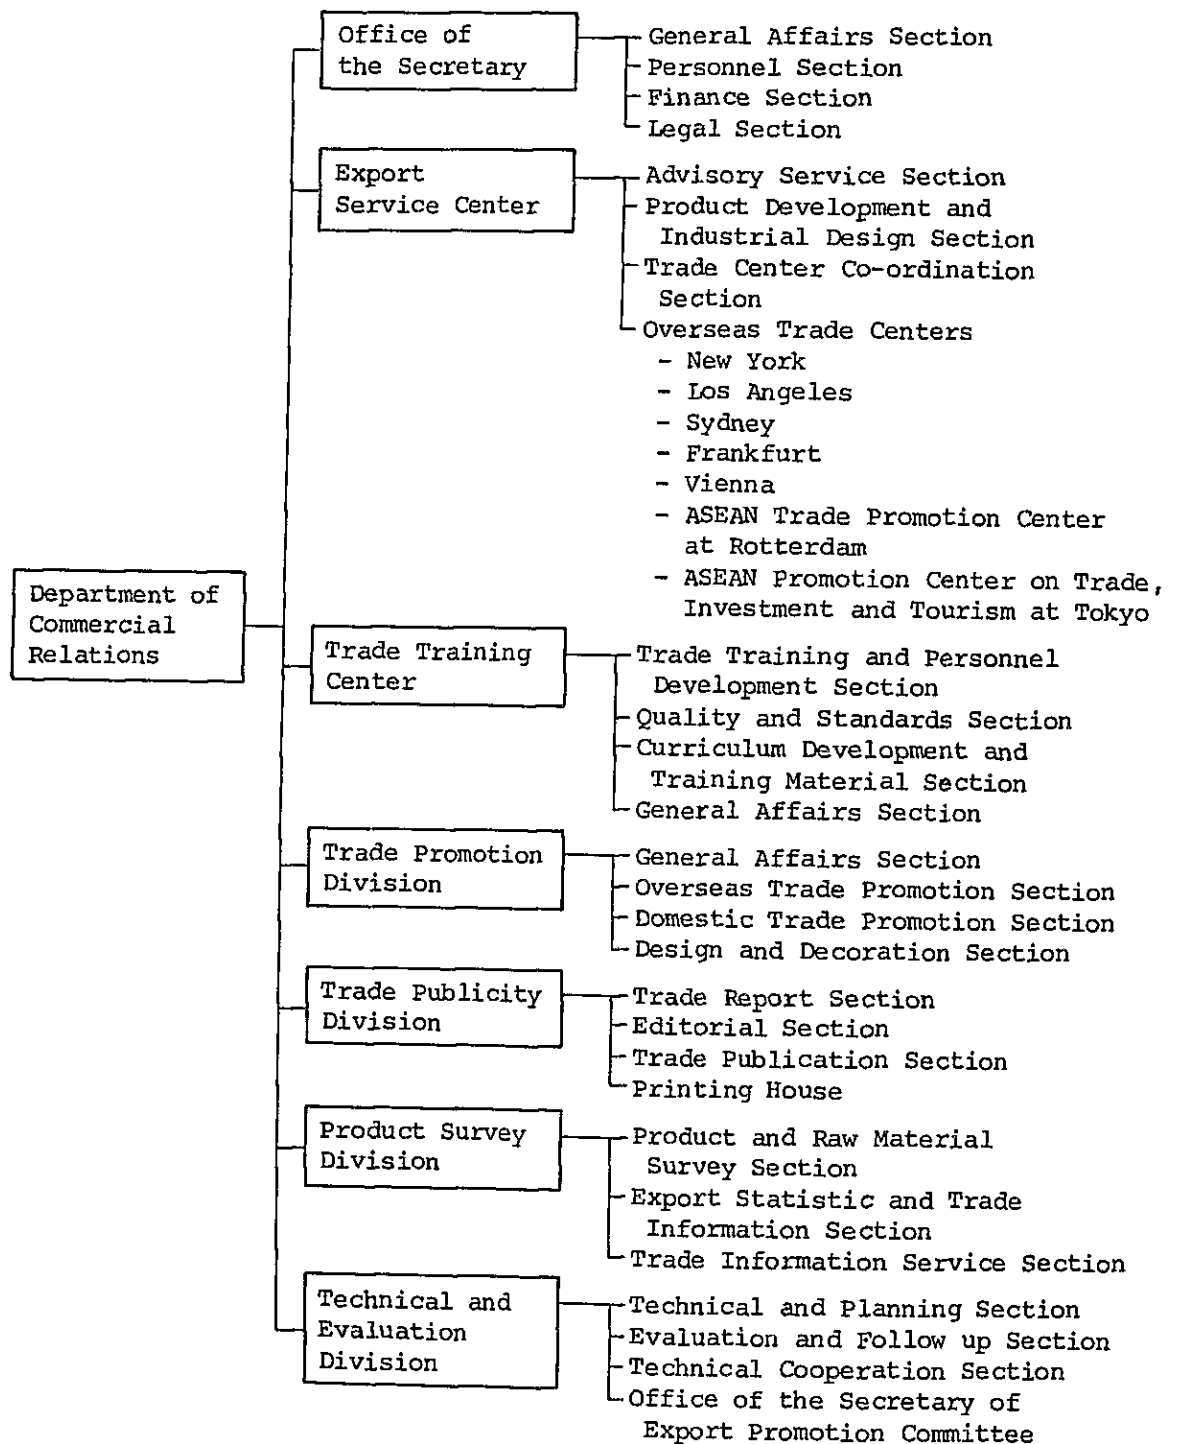 Office of
the Secretary
General Affairs Section
Personnel Section
Finance Section
Legal Section
Export
Service Center
Advisory Service Section
Product Development and
Industrial Design Section
Trade Center Co-ordination
Section
Overseas Trade Centers
- New York
- Los Angeles
- Sydney
- Frankfurt
- Vienna
- ASEAN Trade Promotion Center
at Rotterdam
- ASEAN Promotion Center on Trade,
Investment and Tourism at Tokyo
Department of
Commercial
Relations
Trade Training
Center
Trade Training and Personnel
Development Section
Quality and Standards Section
Curriculum Development and
Training Material Section
General Affairs Section
Trade Promotion
Division
General Affairs Section
Overseas Trade Promotion Section
Domestic Trade Promotion Section
Design and Decoration Section
Trade Publicity
Division
Trade Report Section
Editorial Section
Trade Publication Section
Printing House
Product Survey
Division
Product and Raw Material
Survey Section
Export Statistic and Trade
Information Section
Trade Information Service Section
Technical and
Evaluation
Division
Technical and Planning Section
Evaluation and Follow up Section
Technical Cooperation Section
Office of the Secretary of
Export Promotion Committee